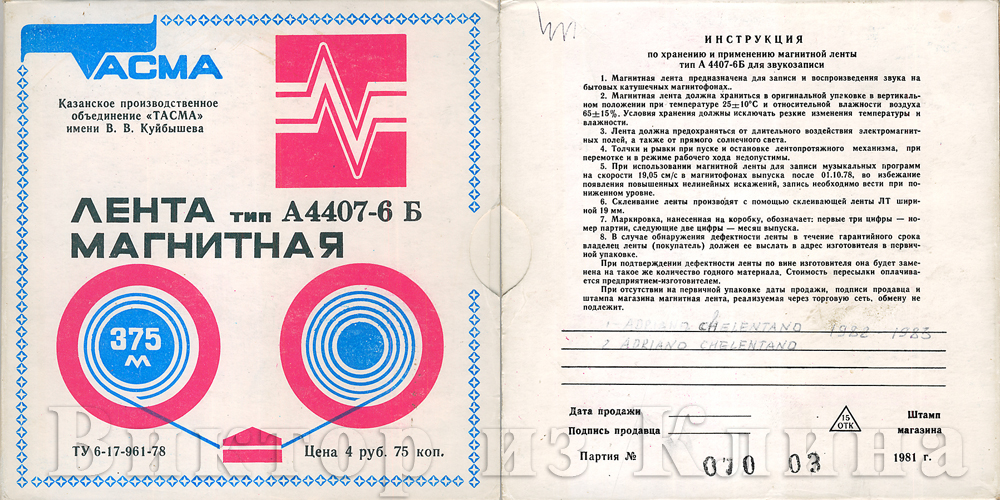 ТАСМА
Казанское производственное
объединение «ТАСМА»
имени В. В. Куйбышева
ЛЕНТА тип А4407-6 Б
МАГНИТНАЯ
375
М
ТУ 6-17-961-78
Цена 4 руб. 75 коп.
ИНСТРУКЦИЯ
по хранению и применению магнитной ленты
тип А 4407-6Б для звукозаписи
1. Магнитная лента предназначена для записи и воспроизведения звука на
бытовых катушечных магнитофонах..
2. Магнитная лента должна храниться в оригинальной упаковке в вертикаль-
ном положении при температуре 25±10°С и относительной влажности воздуха
65±15%. Условия хранения должны исключать резкие изменения температуры и
влажности.
3. Лента должна предохраняться от длительного воздействия электромагнит-
ных полей, а также от прямого солнечного света.
4. Толчки и рывки при пуске и остановке лентопротяжного механизма, при
перемотке и в режиме рабочего хода недопустимы.
5. При использовании магнитной ленты для записи музыкальных программ
на скорости 19,05 см/с в магнитофонах выпуска после 01.10.78, во избежание
появления повышенных нелинейных искажений, запись необходимо вести при по-
ниженном уровне.
6. Склеивание ленты производят с помощью склеивающей ленты ЛТ шири-
ной 19 мм.
7. Маркировка, нанесенная на коробку, обозначает: первые три цифры — но-
мер партии, следующие две цифры — месяц выпуска.
8. В случае обнаружения дефектности ленты в течение гарантийного срока
владелец ленты (покупатель) должен ее выслать в адрес изготовителя в первич-
ной упаковке.
При подтверждении дефектности ленты по вине изготовителя она будет заме-
нена на такое же количество годного материала. Стоимость пересылки оплачива-
ется предприятием-изготовителем.
При отсутствии на первичной упаковке даты продажи, подписи продавца и
штампа магазина магнитная лента, реализуемая через торговую сеть, обмену не
подлежит.
1 ADRIANO CHELENTANO 1982 - 1983
2 ADRIANO CHELENTANO
Дата продажи
Подпись продавца
15
ОТК
Штамп
магазина
Партия № 070 03 1981 г.
Виктор из Клина